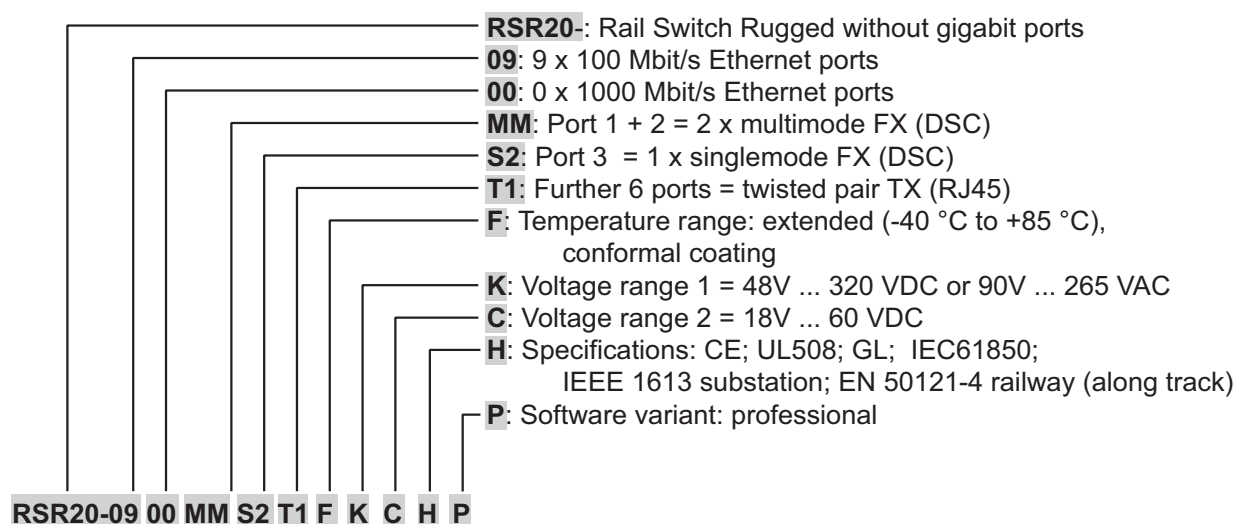 RSR20-: Rail Switch Rugged without gigabit ports
09: 9 x 100 Mbit/s Ethernet ports
00: 0 x 1000 Mbit/s Ethernet ports
MM: Port 1 + 2 = 2 x multimode FX (DSC)
S2: Port 3 = 1 x singlemode FX (DSC)
T1: Further 6 ports = twisted pair TX (RJ45)
F: Temperature range: extended (-40 °C to +85 °C),
conformal coating
K: Voltage range 1 = 48V ... 320 VDC or 90V ... 265 VAC
C: Voltage range 2 = 18V ... 60 VDC
H: Specifications: CE; UL508; GL; IEC61850;
IEEE 1613 substation; EN 50121-4 railway (along track)
P: Software variant: professional
RSR20-09 00 MM S2 T1 F K C H P